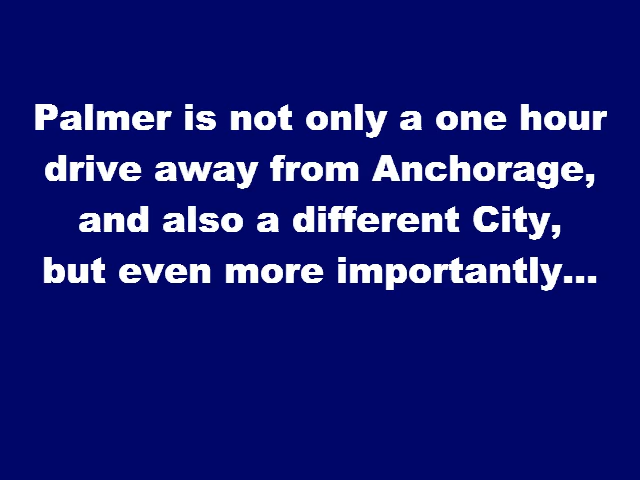 Palmer is not only a one hour
drive away from Anchorage,
and also a different City,
but even more importantly...